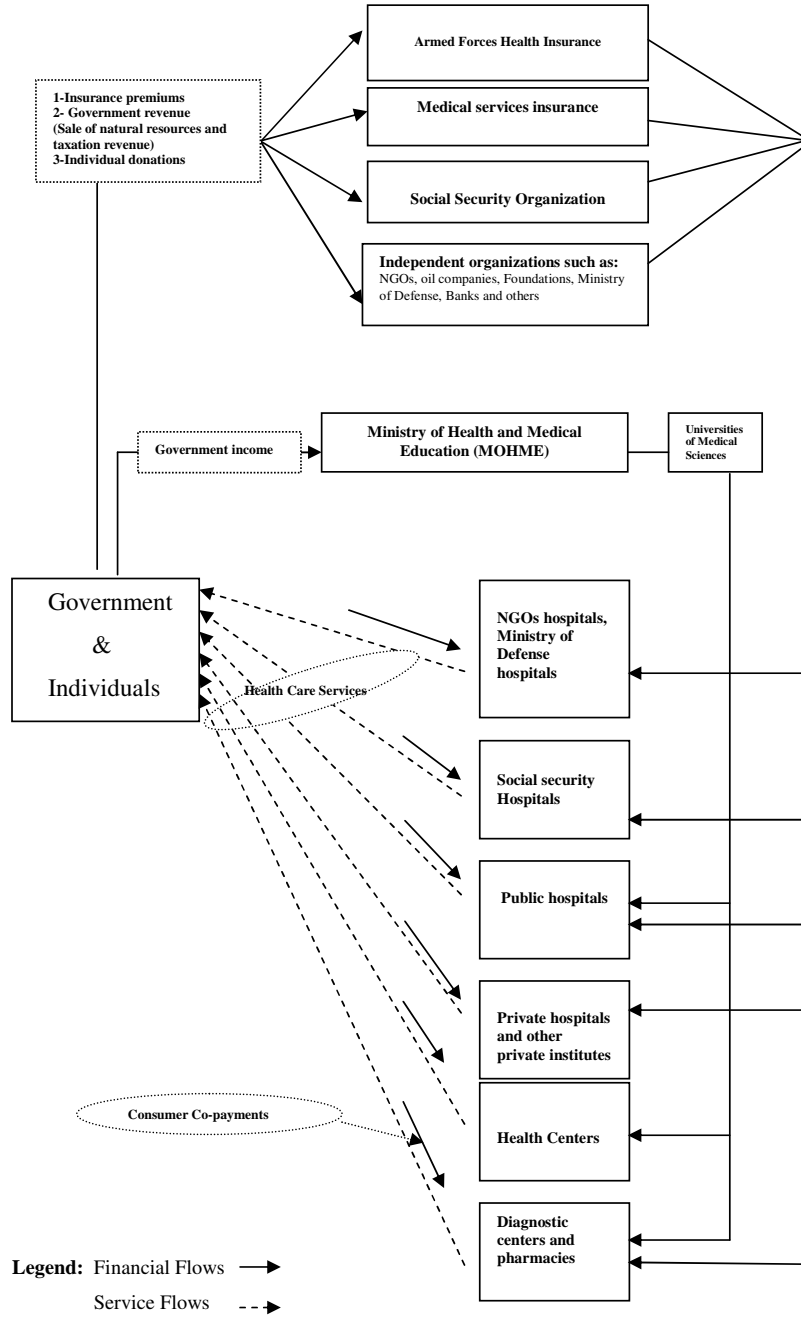 Armed Forces Health Insurance
1-Insurance premiums
2- Government revenue
(Sale of natural resources and
taxation revenue)
3-Individual donations
Medical services insurance
Social Security Organization
Independent organizations such as:
NGOs, oil companies, Foundations, Ministry
of Defense, Banks and others
Government income
Ministry of Health and Medical
Education (MOHME)
Universities
of Medical
Sciences
Government
&
Individuals
Health Care Services
NGOs hospitals,
Ministry of
Defense
hospitals
Social security
Hospitals
Public hospitals
Private hospitals
and other
private institutes
Consumer Co-payments
Health Centers
Diagnostic
centers and
pharmacies
Legend: Financial Flows
Service Flows